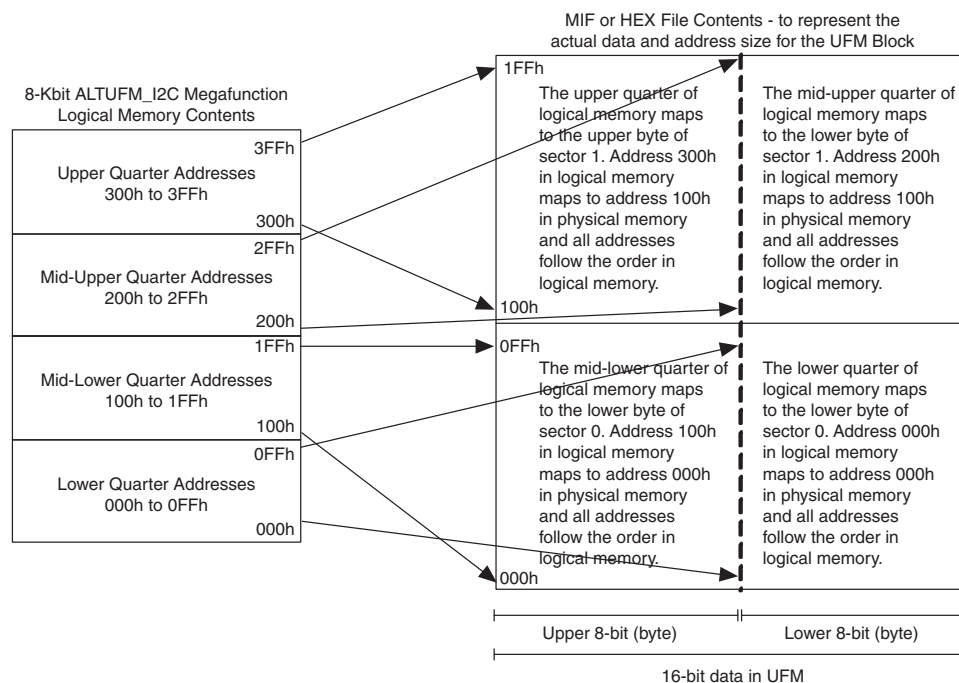 MIF or HEX File Contents - to represent the
actual data and address size for the UFM Block
8-Kbit ALTUFM_I2C Megafunction
Logical Memory Contents
3FFh
Upper Quarter Addresses
300h to 3FFh
300h
2FFh
Mid-Upper Quarter Addresses
200h to 2FFh
200h
1FFh
Mid-Lower Quarter Addresses
100h to 1FFh
100h
0FFh
Lower Quarter Addresses
000h to 0FFh
000h
1FFh
The upper quarter of
logical memory maps
to the upper byte of
sector 1. Address 300h
in logical memory
maps to address 100h
in physical memory
and all addresses
follow the order in
logical memory.
100h
The mid-upper quarter of
logical memory maps
to the lower byte of
sector 1. Address 200h
in logical memory
maps to address 100h
in physical memory
and all addresses
follow the order in
logical memory.
0FFh
The mid-lower quarter of
logical memory maps
to the lower byte of
sector 0. Address 100h
in logical memory
maps to address 000h
in physical memory
and all addresses
follow the order in
logical memory.
000h
The lower quarter of
logical memory maps
to the lower byte of
sector 0. Address 000h
in logical memory
maps to address 000h
in physical memory
and all addresses
follow the order in
logical memory.
Upper 8-bit (byte)
Lower 8-bit (byte)
16-bit data in UFM